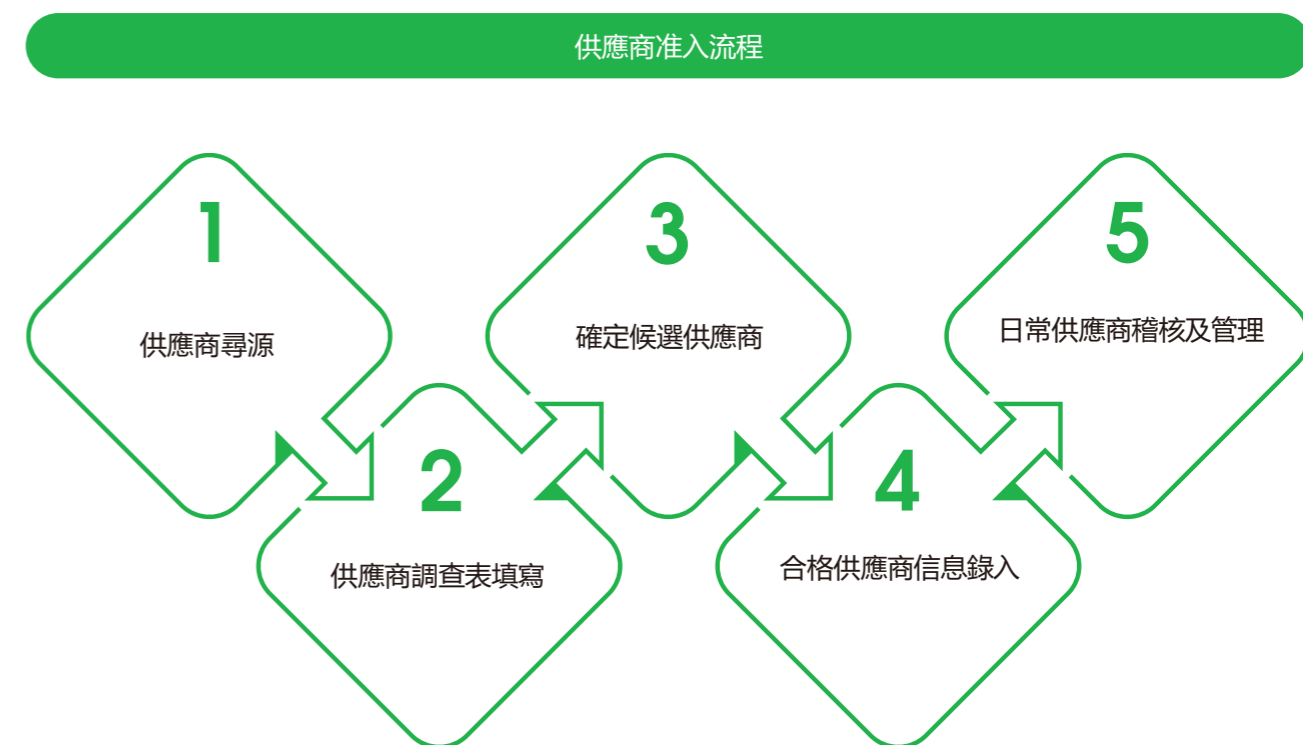 供應商准入流程
1
供應商尋源
2
供應商調查表填寫
3
確定候選供應商
4
合格供應商信息錄入
5
日常供應商稽核及管理